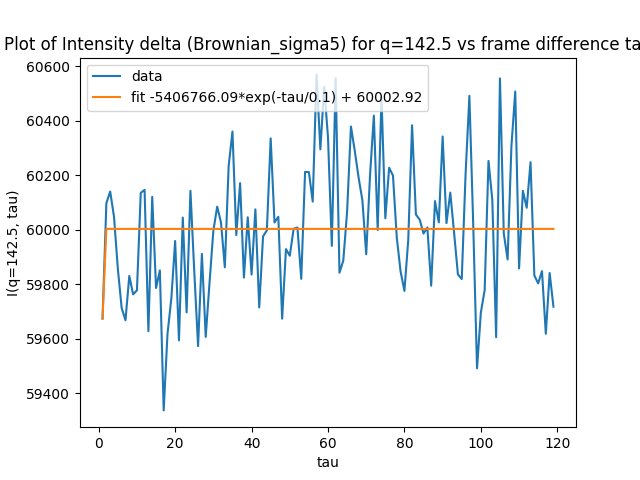 Plot of Intensity delta (Brownian_sigma5) for q=142.5 vs frame difference ta
data
fit -5406766.09*exp(-tau/0.1) + 60002.92
I(q=142.5, tau)
60600
60400
60200
60000
59800
59600
59400
0 20 40 60 80 100 120
tau